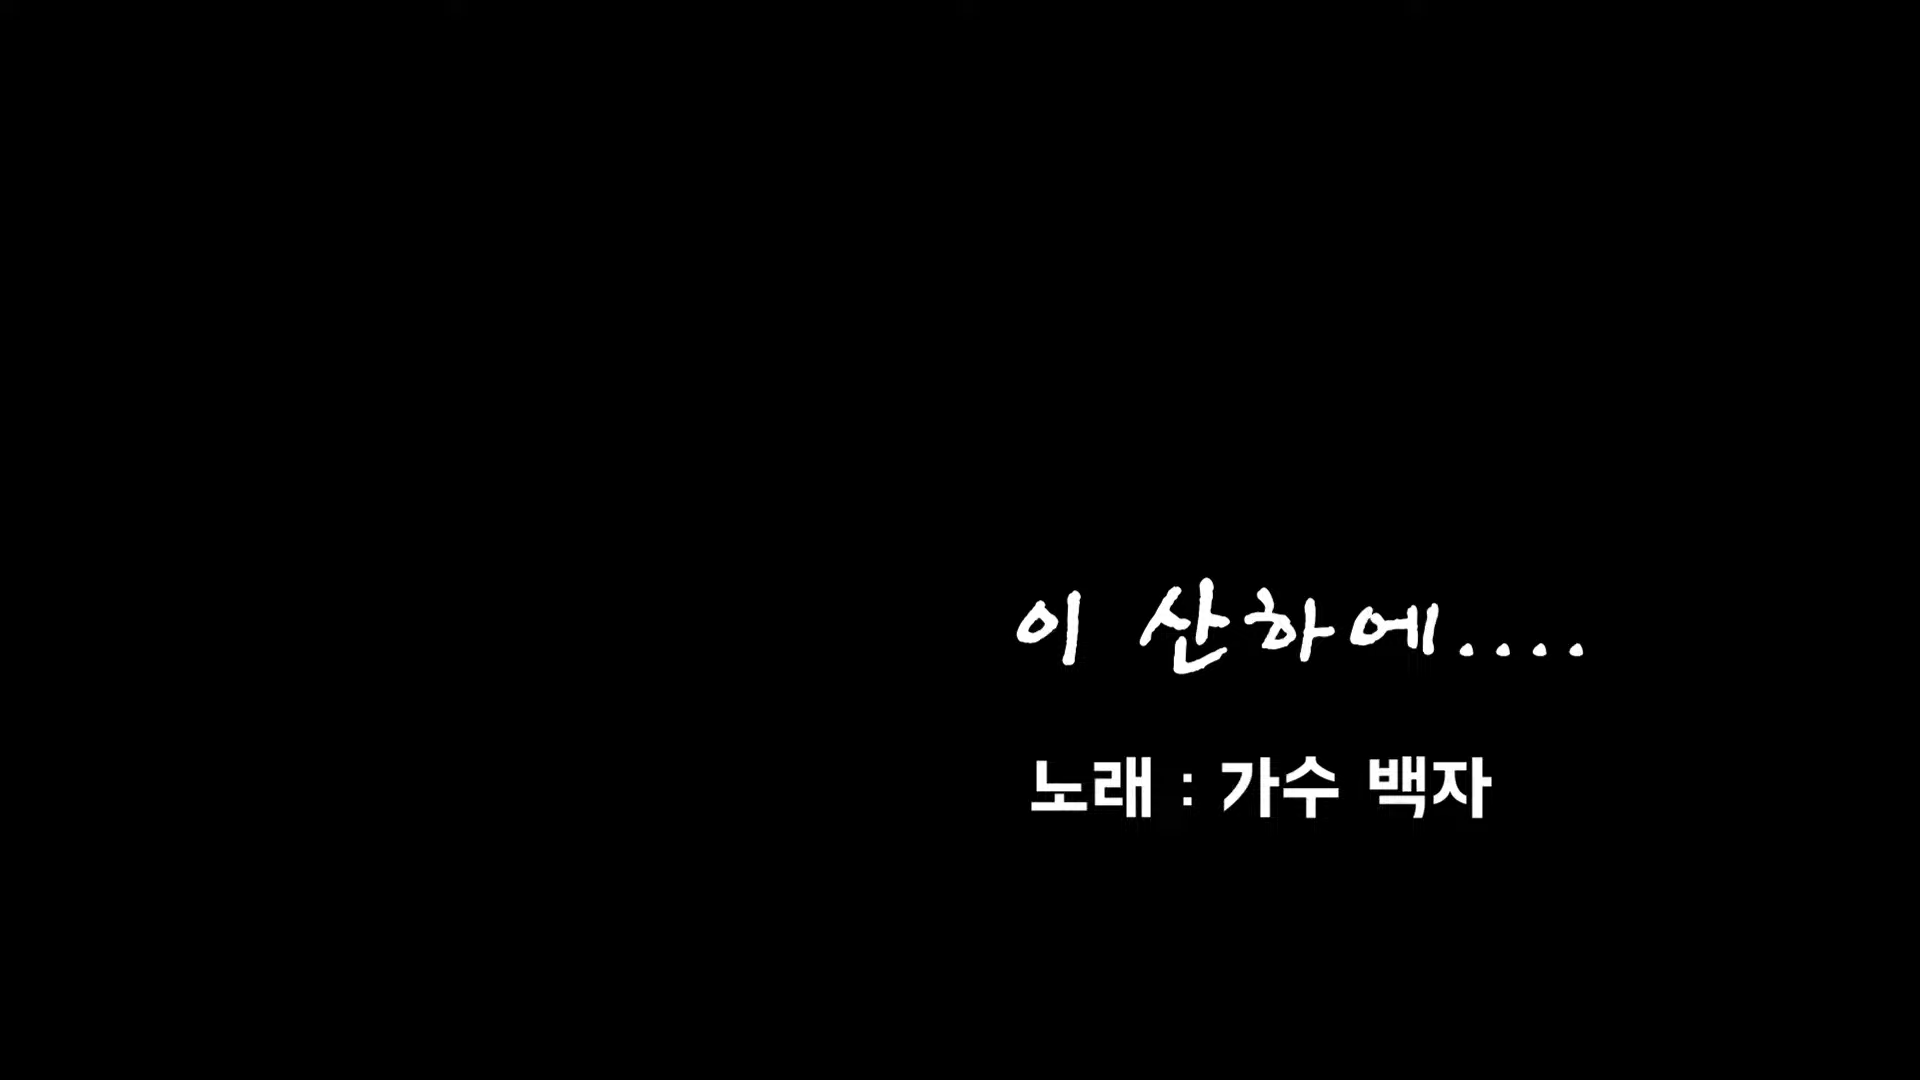 이 산하에....
노래 : 가수 백자